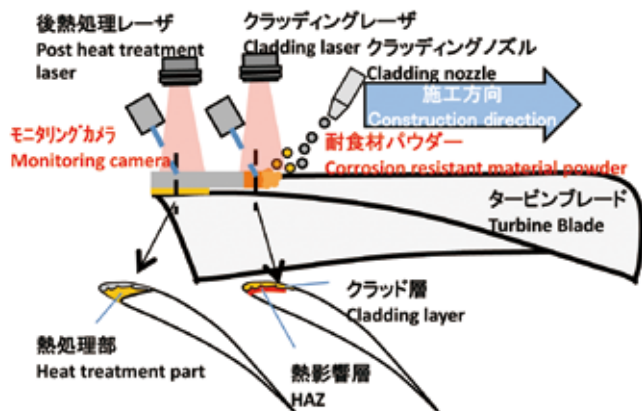 後熱処理レーザ
Post heat treatment
laser
クラッディングレーザ
Cladding laser
クラッディングノズル
Cladding nozzle
施工方向
Construction direction
モニタリングカメラ
Monitoring camera
耐食材パウダー
Corrosion resistant material powder
タービンブレード
Turbine Blade
クラッド層
Cladding layer
熱処理部
Heat treatment part
熱影響層
HAZ